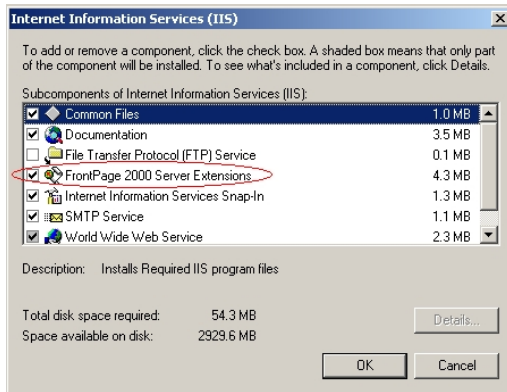 Internet Information Services (IIS)
To add or remove a component, click the check box. A shaded box means that only part
of the component will be installed. To see what's included in a component, click Details.
Subcomponents of Internet Information Services (IIS):
Common Files 1.0 MB
Documentation 3.5 MB
File Transfer Protocol (FTP) Service 0.1 MB
FrontPage 2000 Server Extensions 4.3 MB
Internet Information Services Snap-In 1.3 MB
SMTP Service 1.1 MB
World Wide Web Service 2.3 MB
Description: Installs Required IIS program files
Total disk space required: 54.3 MB
Space available on disk: 2929.6 MB
Details...
OK Cancel